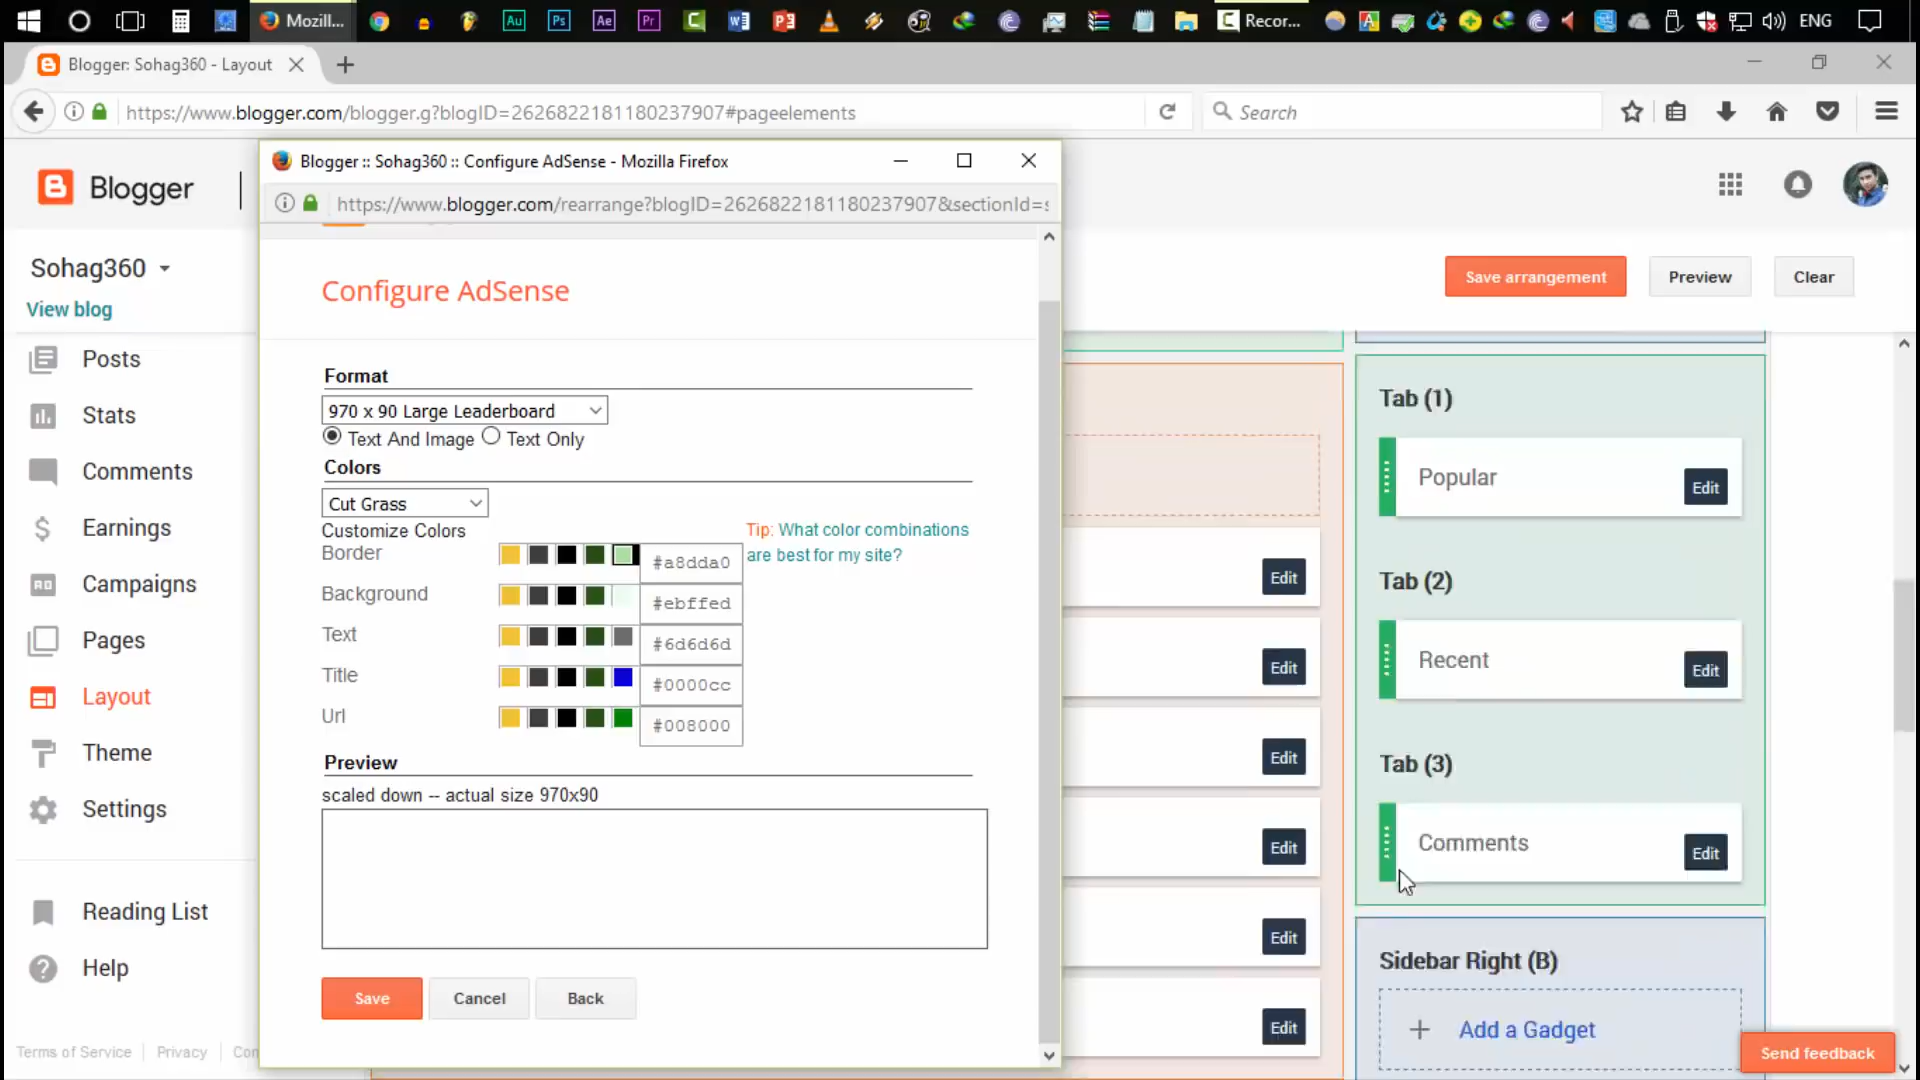 Mozill...
Au
Ps
Ae
Pr
Recor...
ENG
Blogger: Sohag360 - Layout
https://www.blogger.com/blogger.g?blogID=2626822181180237907#pageelements
Search
Blogger :: Sohag360 :: Configure AdSense - Mozilla Firefox
https://www.blogger.com/rearrange?blogID=2626822181180237907&sectionId=s
Blogger
Sohag360
View blog
Posts
Stats
Comments
Earnings
Campaigns
Pages
Layout
Theme
Settings
Reading List
Help
Terms of Service
Privacy
Con
Configure AdSense
Format
970 x 90 Large Leaderboard
Text And Image Text Only
Colors
Cut Grass
Customize Colors
Border #a8dda0
Background #ebffed
Text #6d6d6d
Title #0000cc
Url #008000
Tip: What color combinations
are best for my site?
Preview
scaled down -- actual size 970x90
Save
Cancel
Back
Save arrangement
Preview
Clear
Edit
Edit
Edit
Edit
Edit
Edit
Tab (1)
Popular
Edit
Tab (2)
Recent
Edit
Tab (3)
Comments
Edit
Sidebar Right (B)
+ Add a Gadget
Send feedback